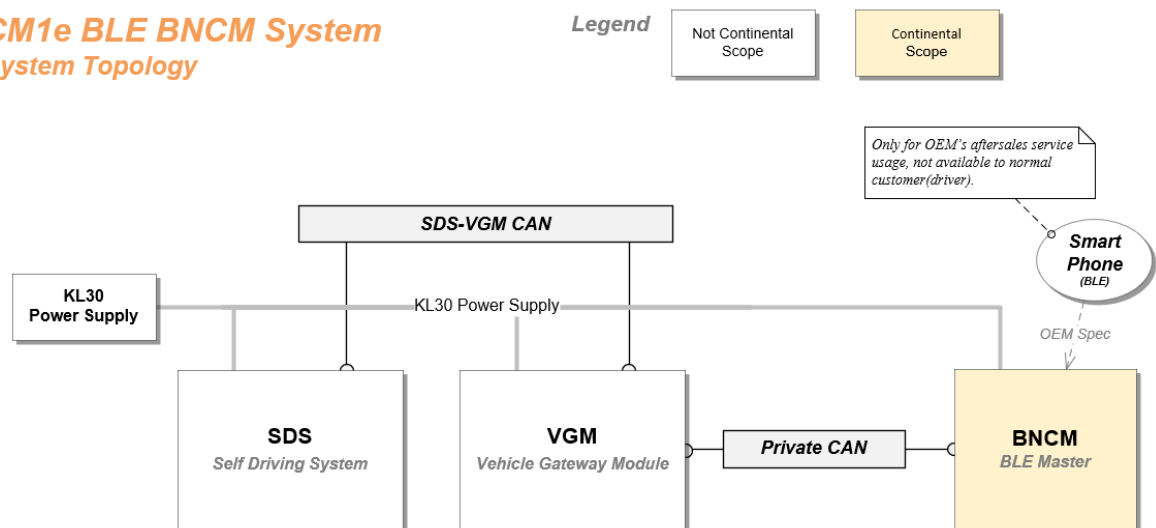 CM1e BLE BNCM System
ystem Topology
Legend
Not Continental
Scope
Continental
Scope
Only for OEM's aftersales service
usage, not available to normal
customer(driver).
SDS-VGM CAN
Smart
Phone
(BLE)
KL30
Power Supply
KL30 Power Supply
OEM Spec
SDS
Self Driving System
VGM
Vehicle Gateway Module
Private CAN
BNCM
BLE Master